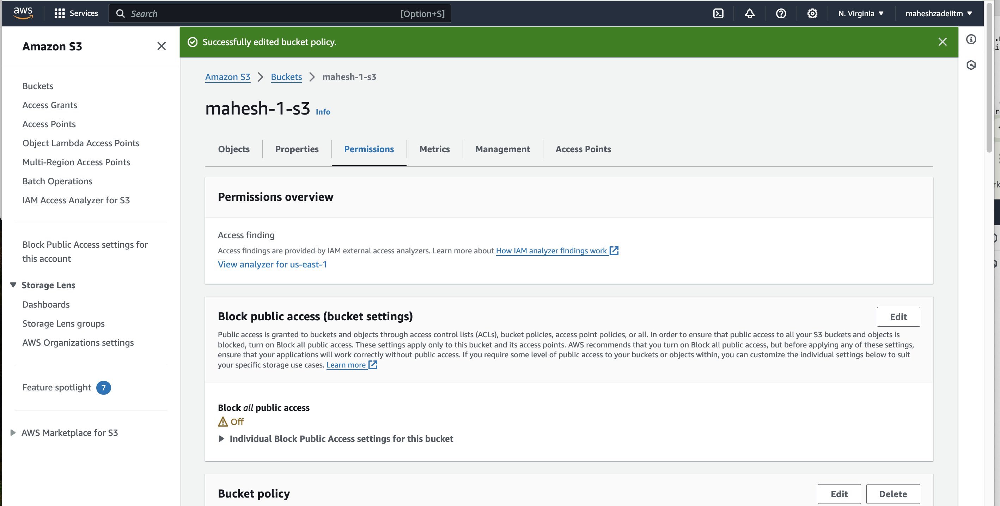 aws
Services
Search
[Option+S]
N. Virginia
maheshzadeiitm
Amazon S3
Buckets
Access Grants
Access Points
Object Lambda Access Points
Multi-Region Access Points
Batch Operations
IAM Access Analyzer for S3
Block Public Access settings for
this account
Storage Lens
Dashboards
Storage Lens groups
AWS Organizations settings
Feature spotlight 7
AWS Marketplace for S3
Successfully edited bucket policy.
Amazon S3 > Buckets > mahesh-1-s3
mahesh-1-s3 Info
Objects
Properties
Permissions
Metrics
Management
Access Points
Permissions overview
Access finding
Access findings are provided by IAM external access analyzers. Learn more about How IAM analyzer findings work
View analyzer for us-east-1
Block public access (bucket settings)
Edit
Public access is granted to buckets and objects through access control lists (ACLs), bucket policies, access point policies, or all. In order to ensure that public access to all your S3 buckets and objects is
blocked, turn on Block all public access. These settings apply only to this bucket and its access points. AWS recommends that you turn on Block all public access, but before applying any of these settings,
ensure that your applications will work correctly without public access. If you require some level of public access to your buckets or objects within, you can customize the individual settings below to suit
your specific storage use cases. Learn more
Block all public access
Off
Individual Block Public Access settings for this bucket
Bucket policy
Edit
Delete